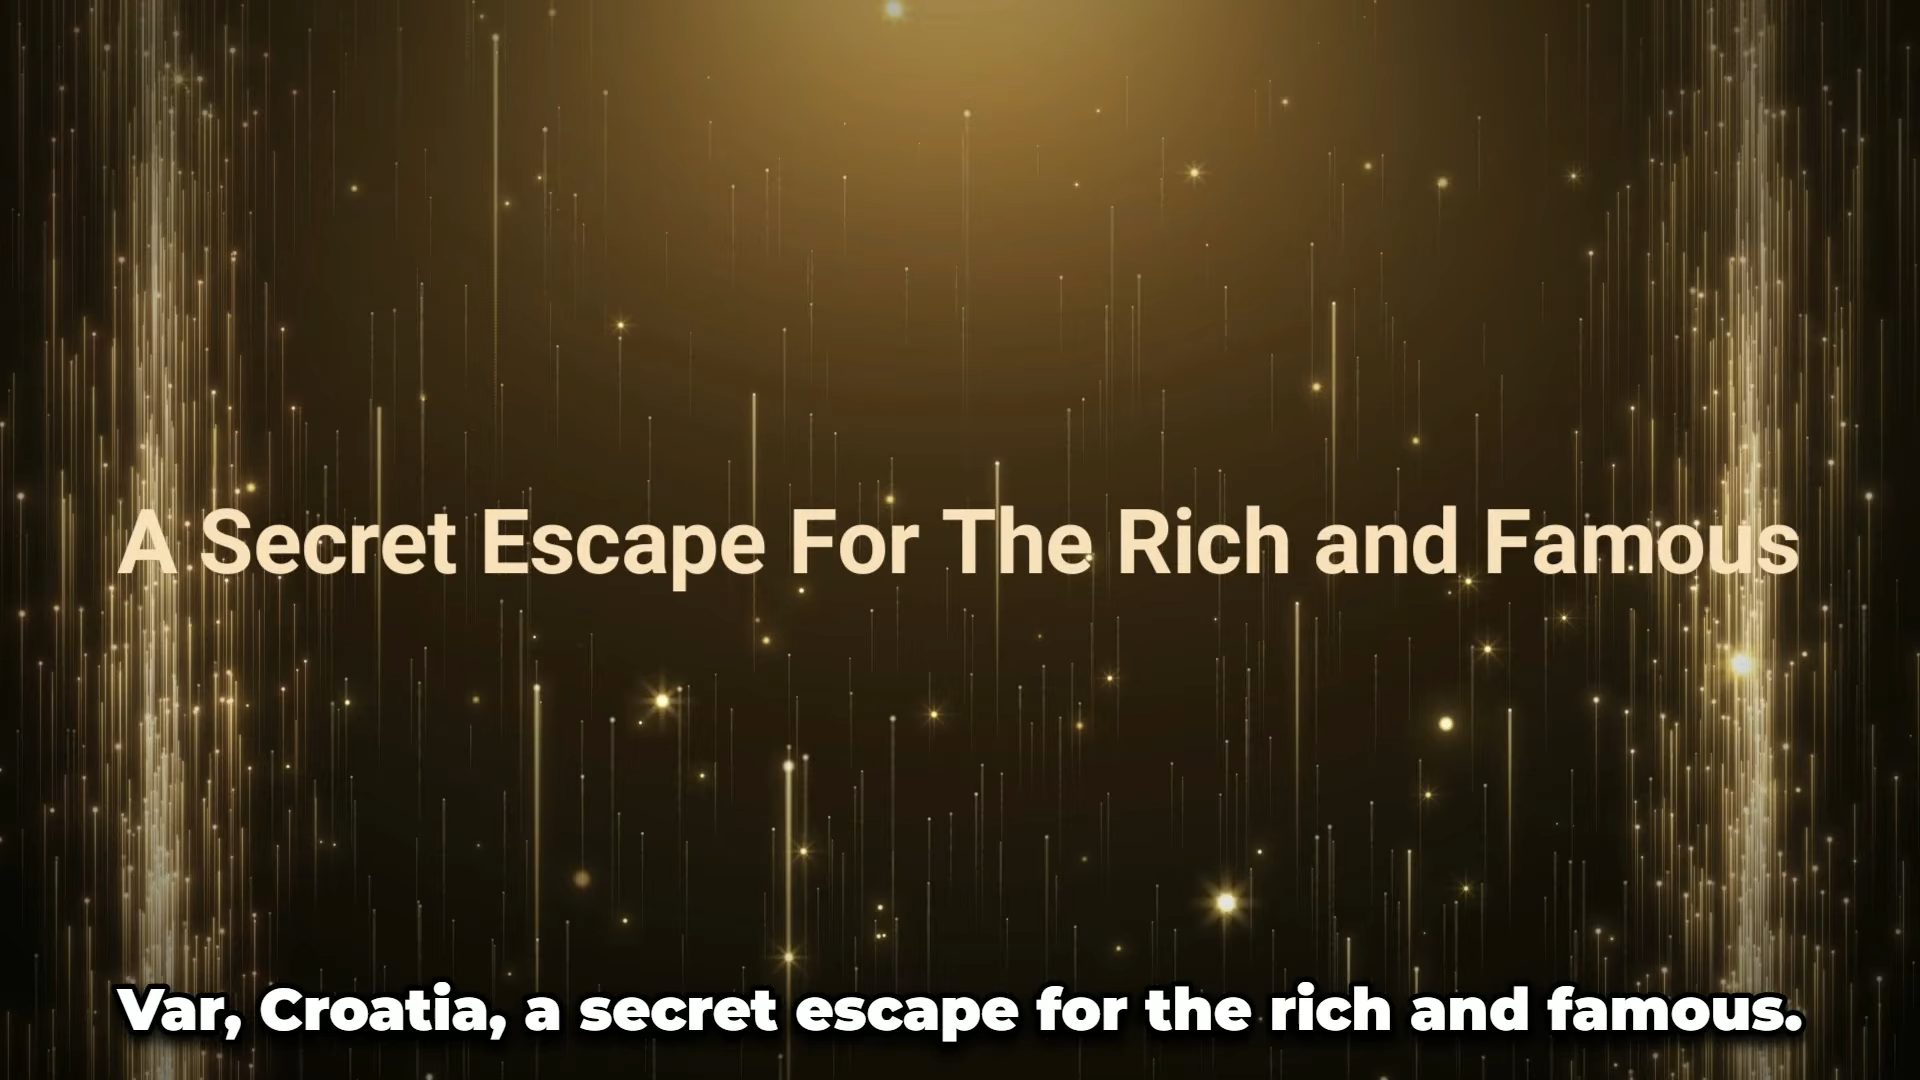 A Secret Escape For The Rich and Famous
Var, Croatia, a secret escape for the rich and famous.